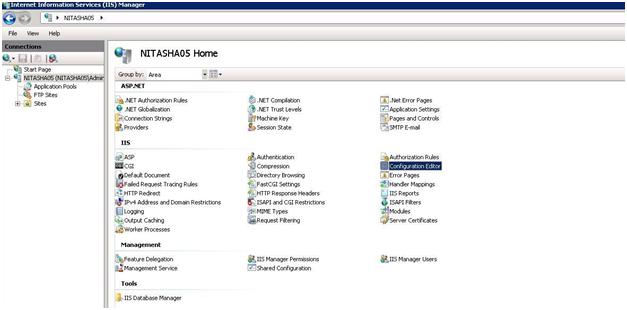 Internet Information Services (IIS) Manager
NITASHA05
File View Help
Connections
Start Page
NITASHA05 (NITASHA05\Admir
Application Pools
FTP Sites
Sites
NITASHA05 Home
Group by: Area
ASP.NET
.NET Authorization Rules .NET Compilation .Net Error Pages
.NET Globalization .NET Trust Levels Application Settings
Connection Strings Machine Key Pages and Controls
Providers Session State SMTP E-mail
IIS
ASP Authentication Authorization Rules
CGI Compression Configuration Editor
Default Document Directory Browsing Error Pages
Failed Request Tracing Rules FastCGI Settings Handler Mappings
HTTP Redirect HTTP Response Headers IIS Reports
IPv4 Address and Domain Restrictions ISAPI and CGI Restrictions ISAPI Filters
Logging MIME Types Modules
Output Caching Request Filtering Server Certificates
Worker Processes
Management
Feature Delegation IIS Manager Permissions IIS Manager Users
Management Service Shared Configuration
Tools
IIS Database Manager